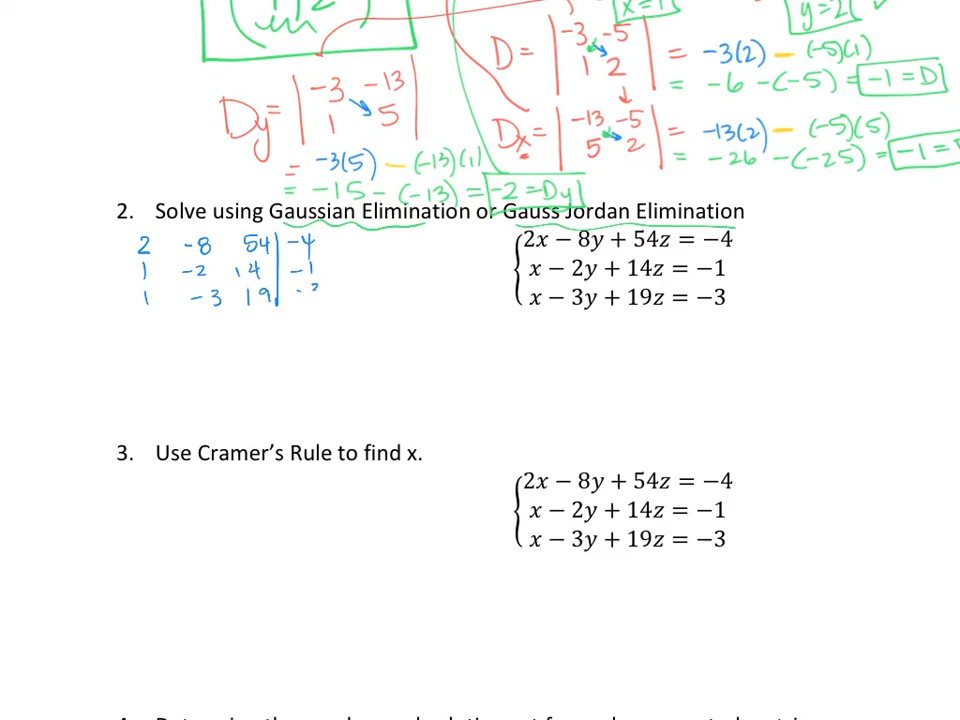 in
x=1
y=2
D= | -3 -5 | = -3(2) - (-5)(1)
1 2 = -6 -(-5) = -1 = D
Dy= | -3 -13 |
1 5
Dx= | -13 -5 | = -13(2) - (-5)(5)
5 2 = -26 -(-25) = -1 =
= -3(5) - (-13)(1)
= -15 -(-13) = -2 = Dy
2. Solve using Gaussian Elimination or Gauss Jordan Elimination
2 -8 54 | -4
1 -2 14 | -1
1 -3 19 |
2x − 8y + 54z = −4
x − 2y + 14z = −1
x − 3y + 19z = −3
3. Use Cramer’s Rule to find x.
2x − 8y + 54z = −4
x − 2y + 14z = −1
x − 3y + 19z = −3